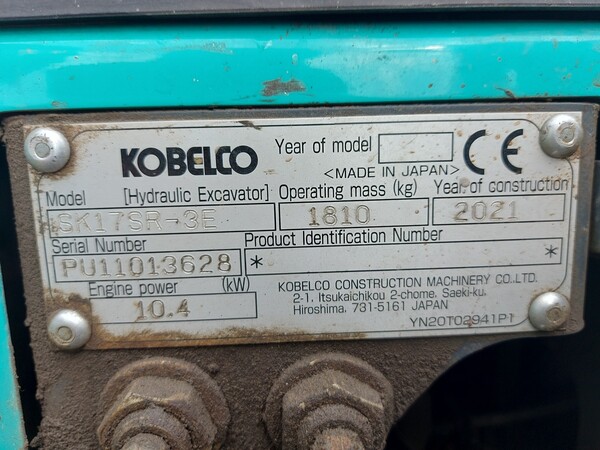 KOBELCO
Year of model
CE
<MADE IN JAPAN>
Model [Hydraulic Excavator] Operating mass (kg) Year of construction
SK17SR-3E 1810 2021
Serial Number Product Identification Number
PU11013628 * *
Engine power (kW)
10.4
KOBELCO CONSTRUCTION MACHINERY CO.,LTD.
2-1, Itsukaichikou 2-chome, Saeki-ku,
Hiroshima, 731-5161 JAPAN
YN20T02941P1